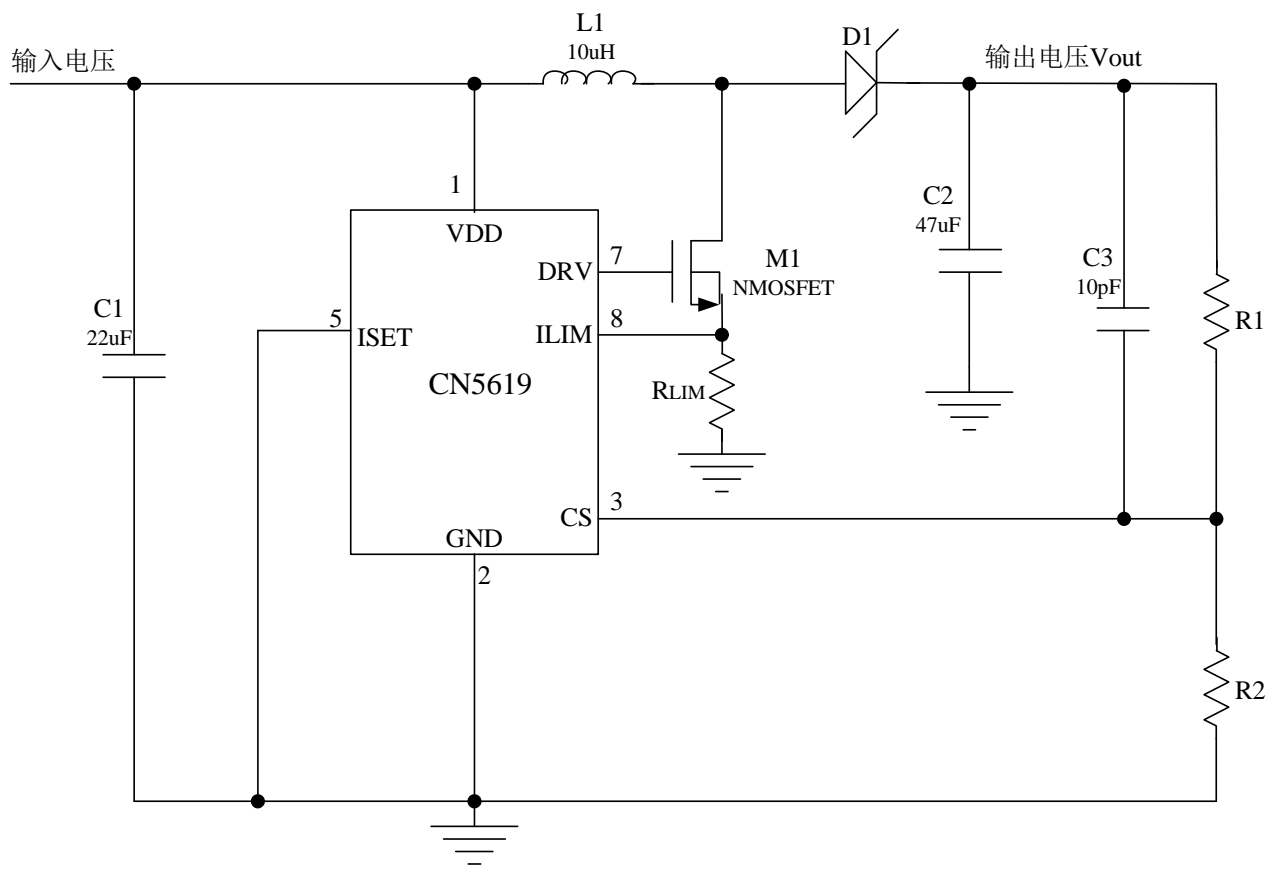 输入电压
L1
10uH
D1
输出电压Vout
1
VDD
DRV
7
M1
NMOSFET
C2
47uF
C3
10pF
R1
C1
22uF
5
ISET
ILIM
8
CN5619
RLIM
CS
3
GND
2
R2